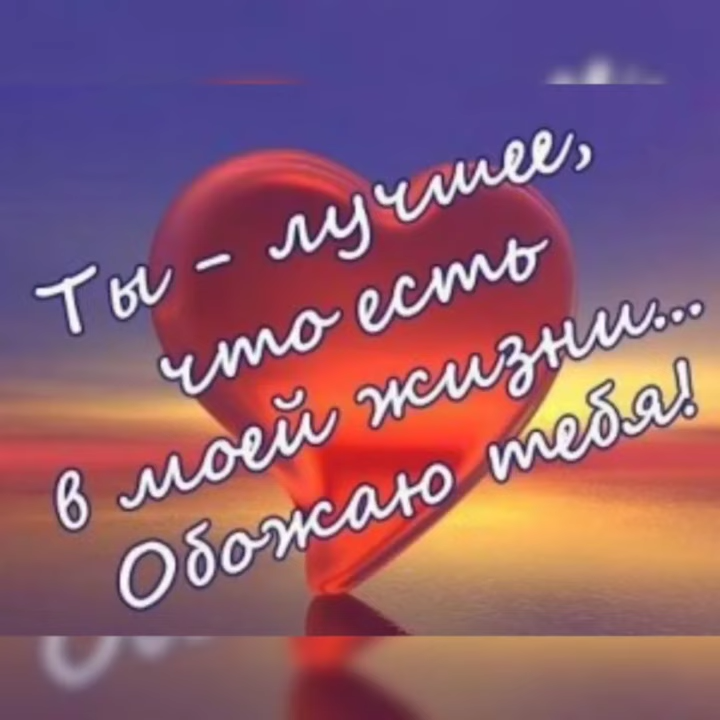 Ты - лучшее,
что есть
в моей жизни...
Обожаю тебя!